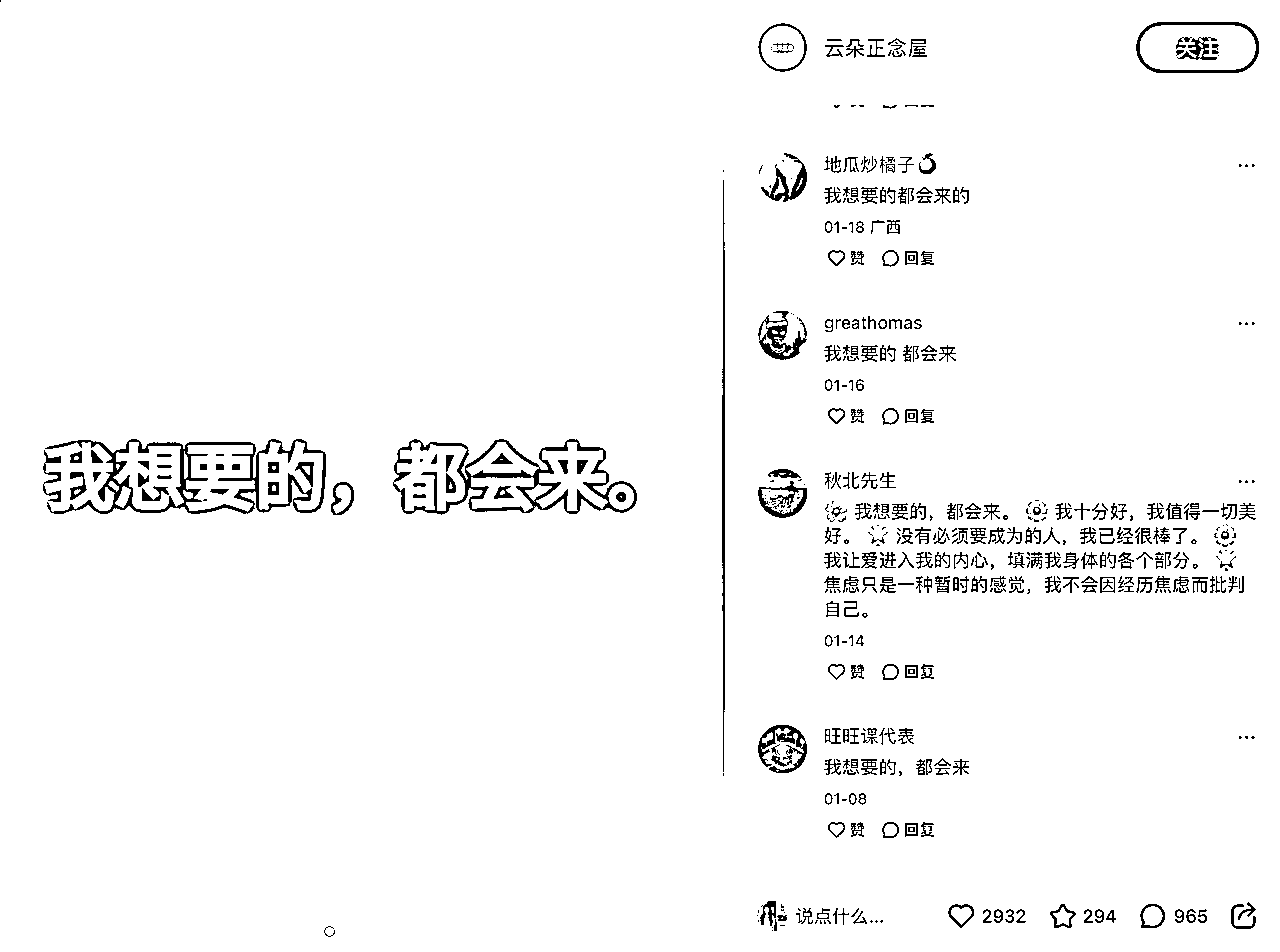 我想要的，都会来。
云朵正念屋
关注
地瓜炒橘子
我想要的都会来的
01-18 广西
赞 回复
greathomas
我想要的 都会来
01-16
赞 回复
秋北先生
我想要的，都会来。 我十分好，我值得一切美
好。 没有必须要成为的人，我已经很棒了。
我让爱进入我的内心，填满我身体的各个部分。
焦虑只是一种暂时的感觉，我不会因经历焦虑而批判
自己。
01-14
赞 回复
旺旺课代表
我想要的，都会来
01-08
赞 回复
说点什么... 2932 294 965